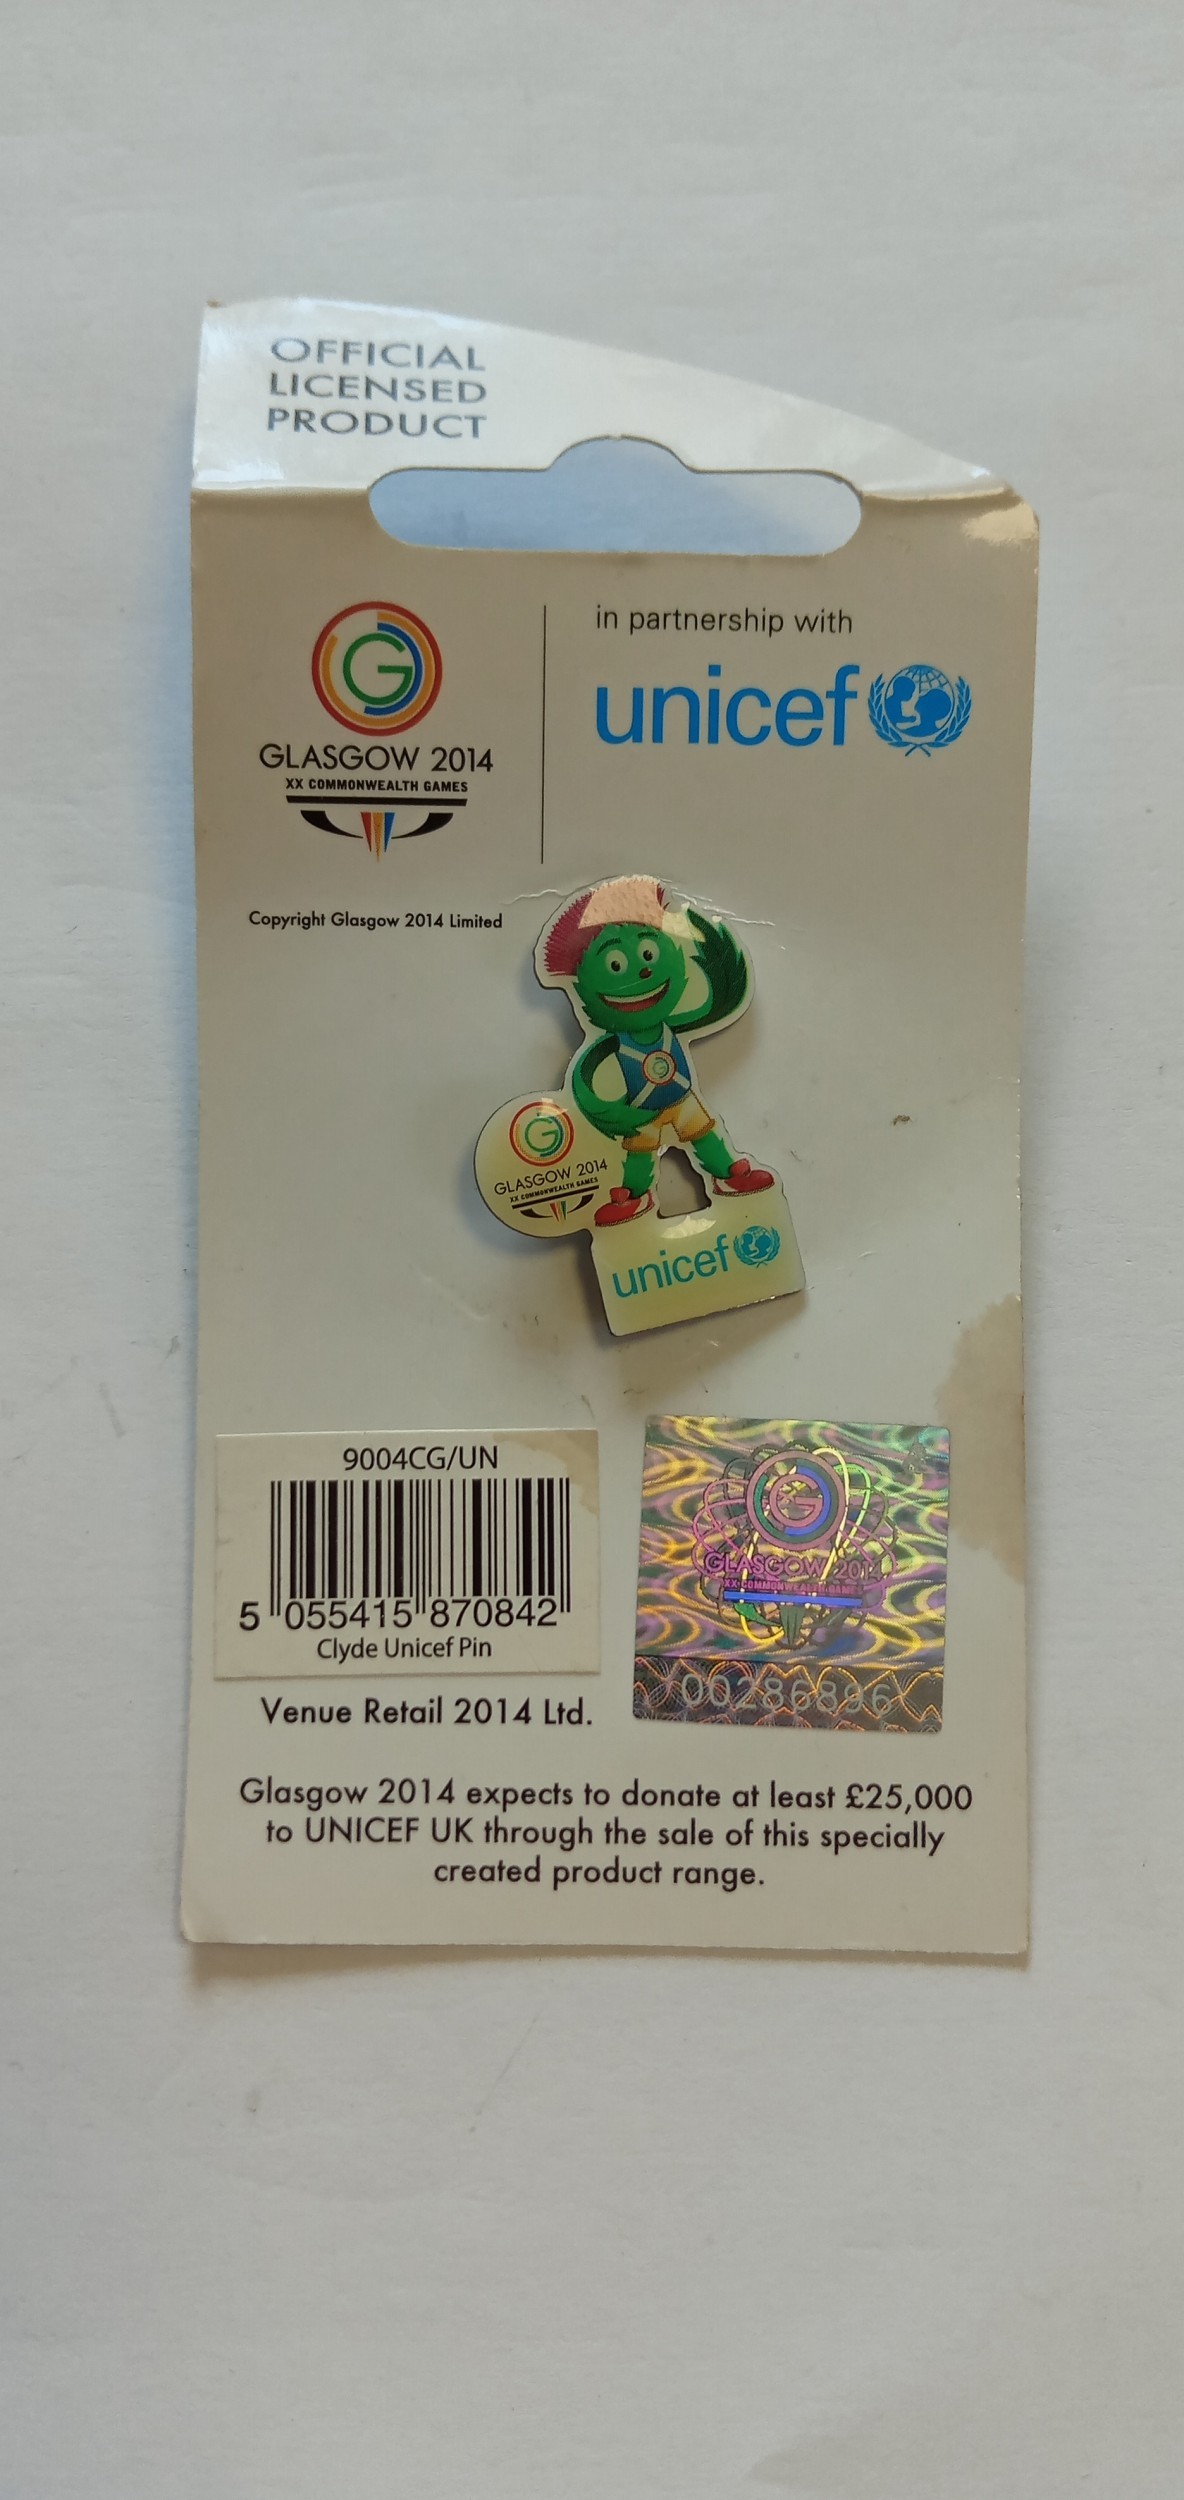 OFFICIAL
LICENSED
PRODUCT
G
GLASGOW 2014
XX COMMONWEALTH GAMES
in partnership with
unicef
Copyright Glasgow 2014 Limited
G
G
GLASGOW 2014
XX COMMONWEALTH GAMES
unicef
9004CG/UN
5 055415 870842
Clyde Unicef Pin
G
GLASGOW 2014
XX COMMONWEALTH GAMES
00286896
Venue Retail 2014 Ltd.
Glasgow 2014 expects to donate at least £25,000
to UNICEF UK through the sale of this specially
created product range.